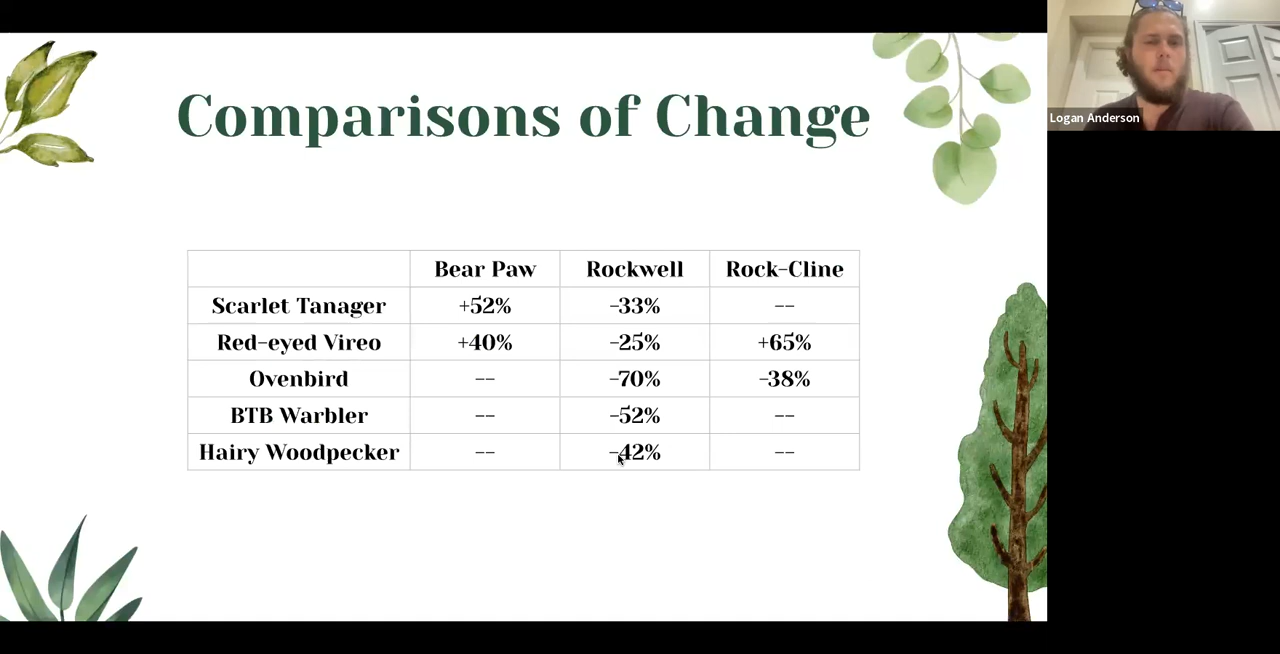 Comparisons of Change
Logan Anderson
Bear Paw Rockwell Rock-Cline
Scarlet Tanager +52% -33% --
Red-eyed Vireo +40% -25% +65%
Ovenbird -- -70% -38%
BTB Warbler -- -52% --
Hairy Woodpecker -- -42% --